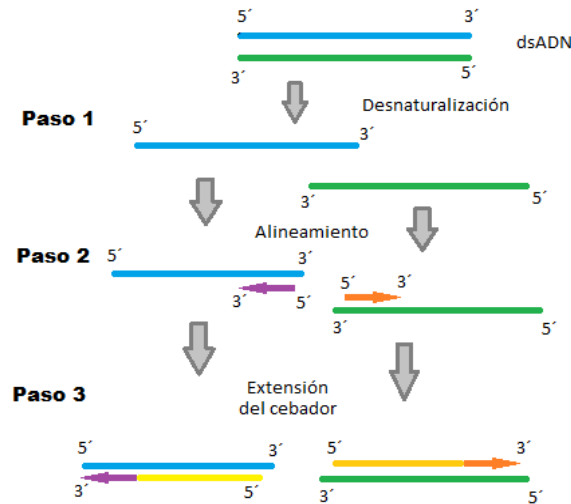 5´ 3´
dsADN
3´ 5´
Desnaturalización
Paso 1
5´ 3´
3´ 5´
Alineamiento
Paso 2
5´ 3´
5´ 3´
3´ 5´
3´ 5´
Paso 3
Extensión
del cebador
5´ 3´
5´ 3´
3´ 5´
3´ 5´